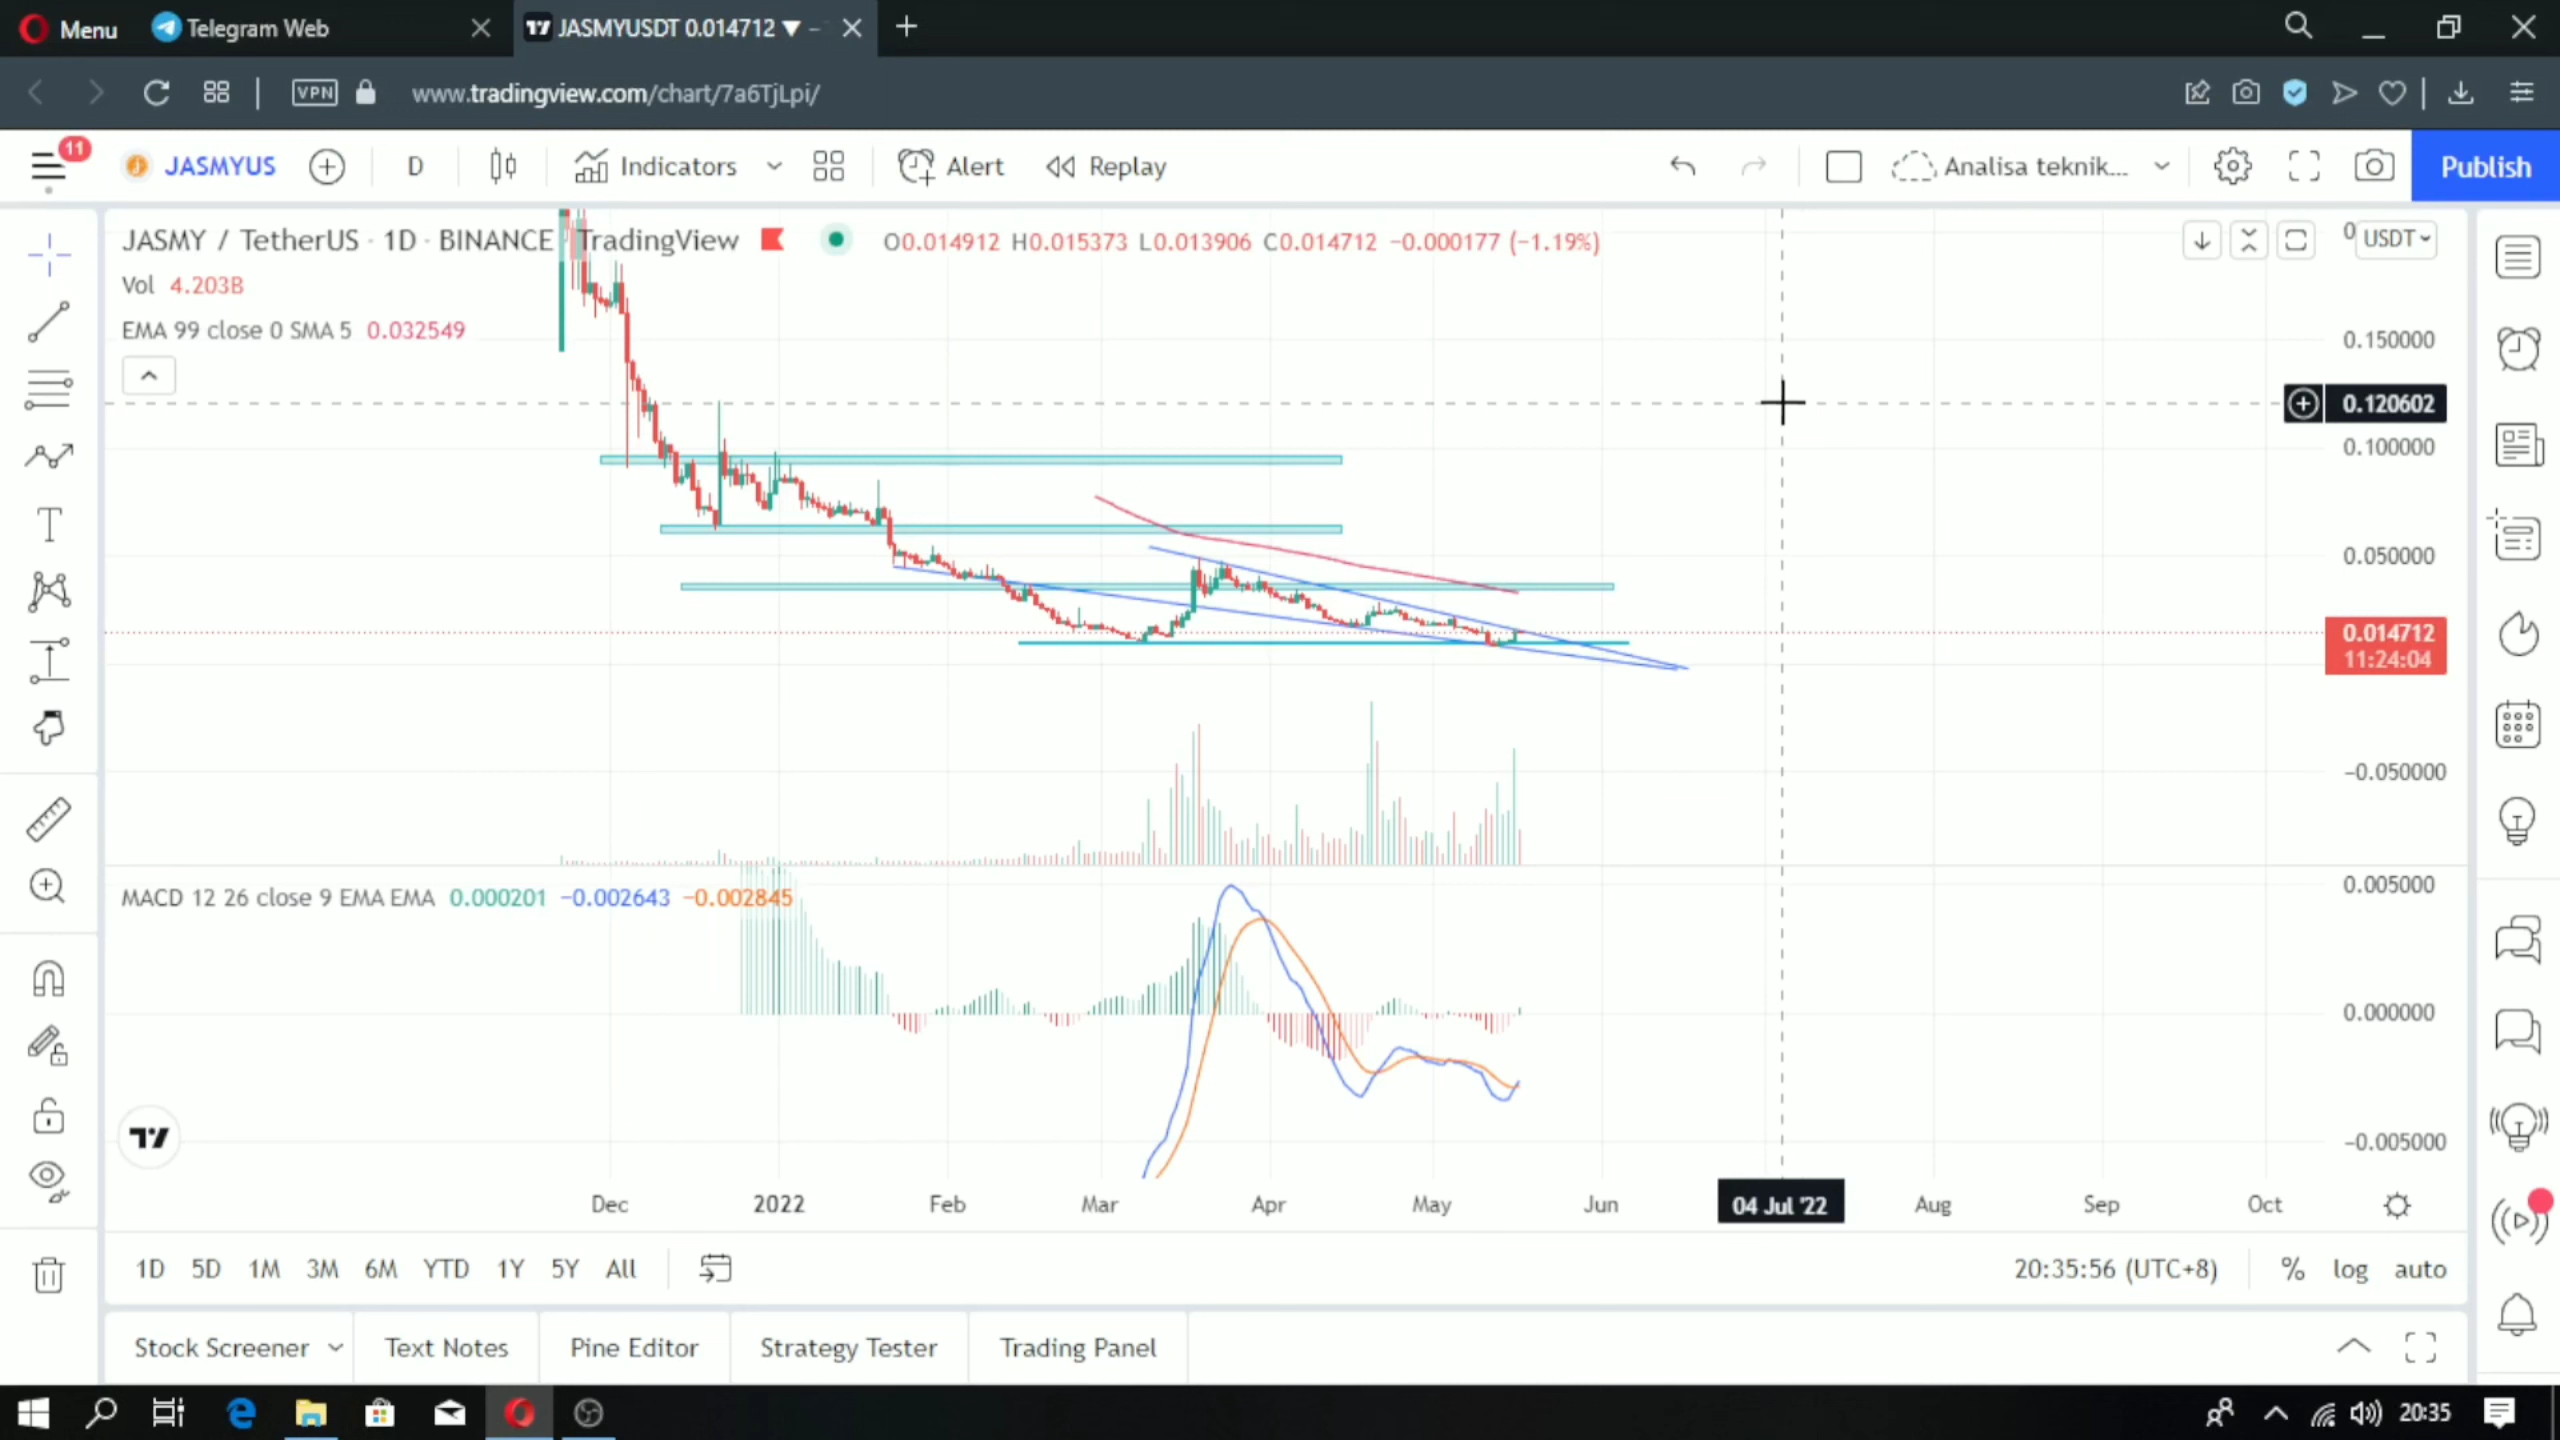 Menu Telegram Web JASMYUSDT 0.014712 ▼ –
VPN www.tradingview.com/chart/7a6TjLpi/
11 JASMYUS D Indicators Alert Replay Analisa teknik... Publish
JASMY / TetherUS · 1D · BINANCE TradingView O0.014912 H0.015373 L0.013906 C0.014712 −0.000177 (−1.19%)
0 USDT
Vol 4.203B
EMA 99 close 0 SMA 5 0.032549
0.150000
0.120602
0.100000
0.050000
0.014712
11:24:04
−0.050000
MACD 12 26 close 9 EMA EMA 0.000201 −0.002643 −0.002845
0.005000
0.000000
−0.005000
Dec 2022 Feb Mar Apr May Jun 04 Jul '22 Aug Sep Oct
1D 5D 1M 3M 6M YTD 1Y 5Y All 20:35:56 (UTC+8) % log auto
Stock Screener Text Notes Pine Editor Strategy Tester Trading Panel
20:35